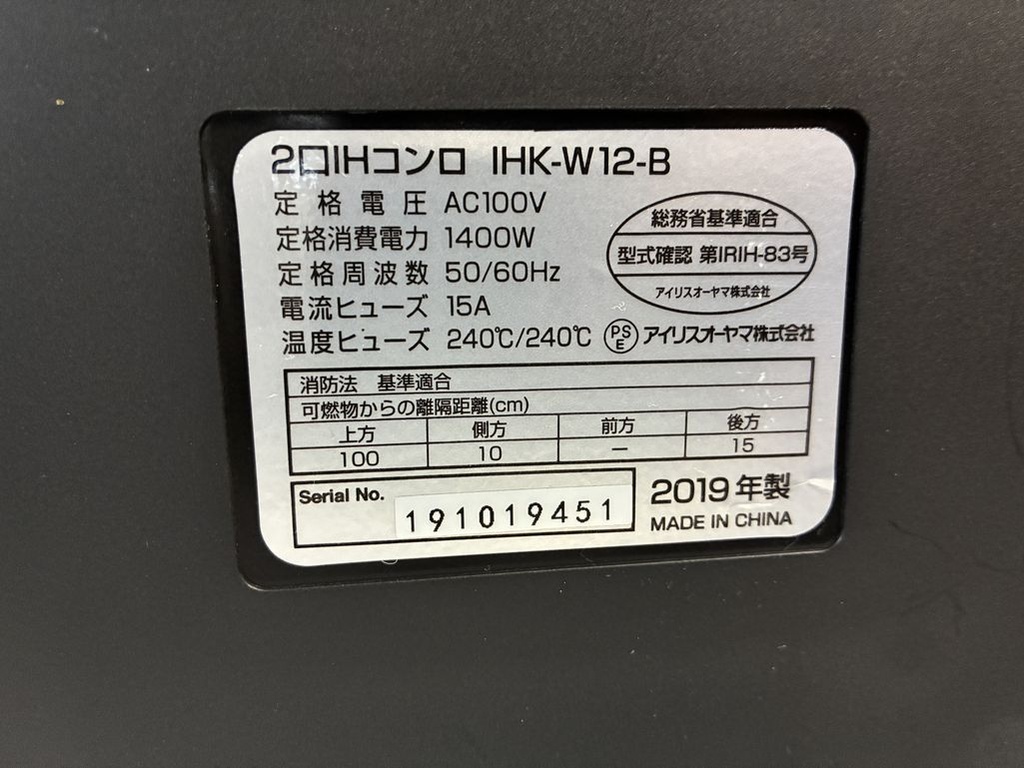 2口IHコンロ IHK-W12-B
定格電圧 AC100V
定格消費電力 1400W
定格周波数 50/60Hz
電流ヒューズ 15A
温度ヒューズ 240℃/240℃
総務省基準適合
型式確認 第IRIH-83号
アイリスオーヤマ株式会社
PS
E
アイリスオーヤマ株式会社
消防法 基準適合
可燃物からの離隔距離(cm)
上方 側方 前方 後方
100 10 ー 15
Serial No. 191019451
2019年製
MADE IN CHINA